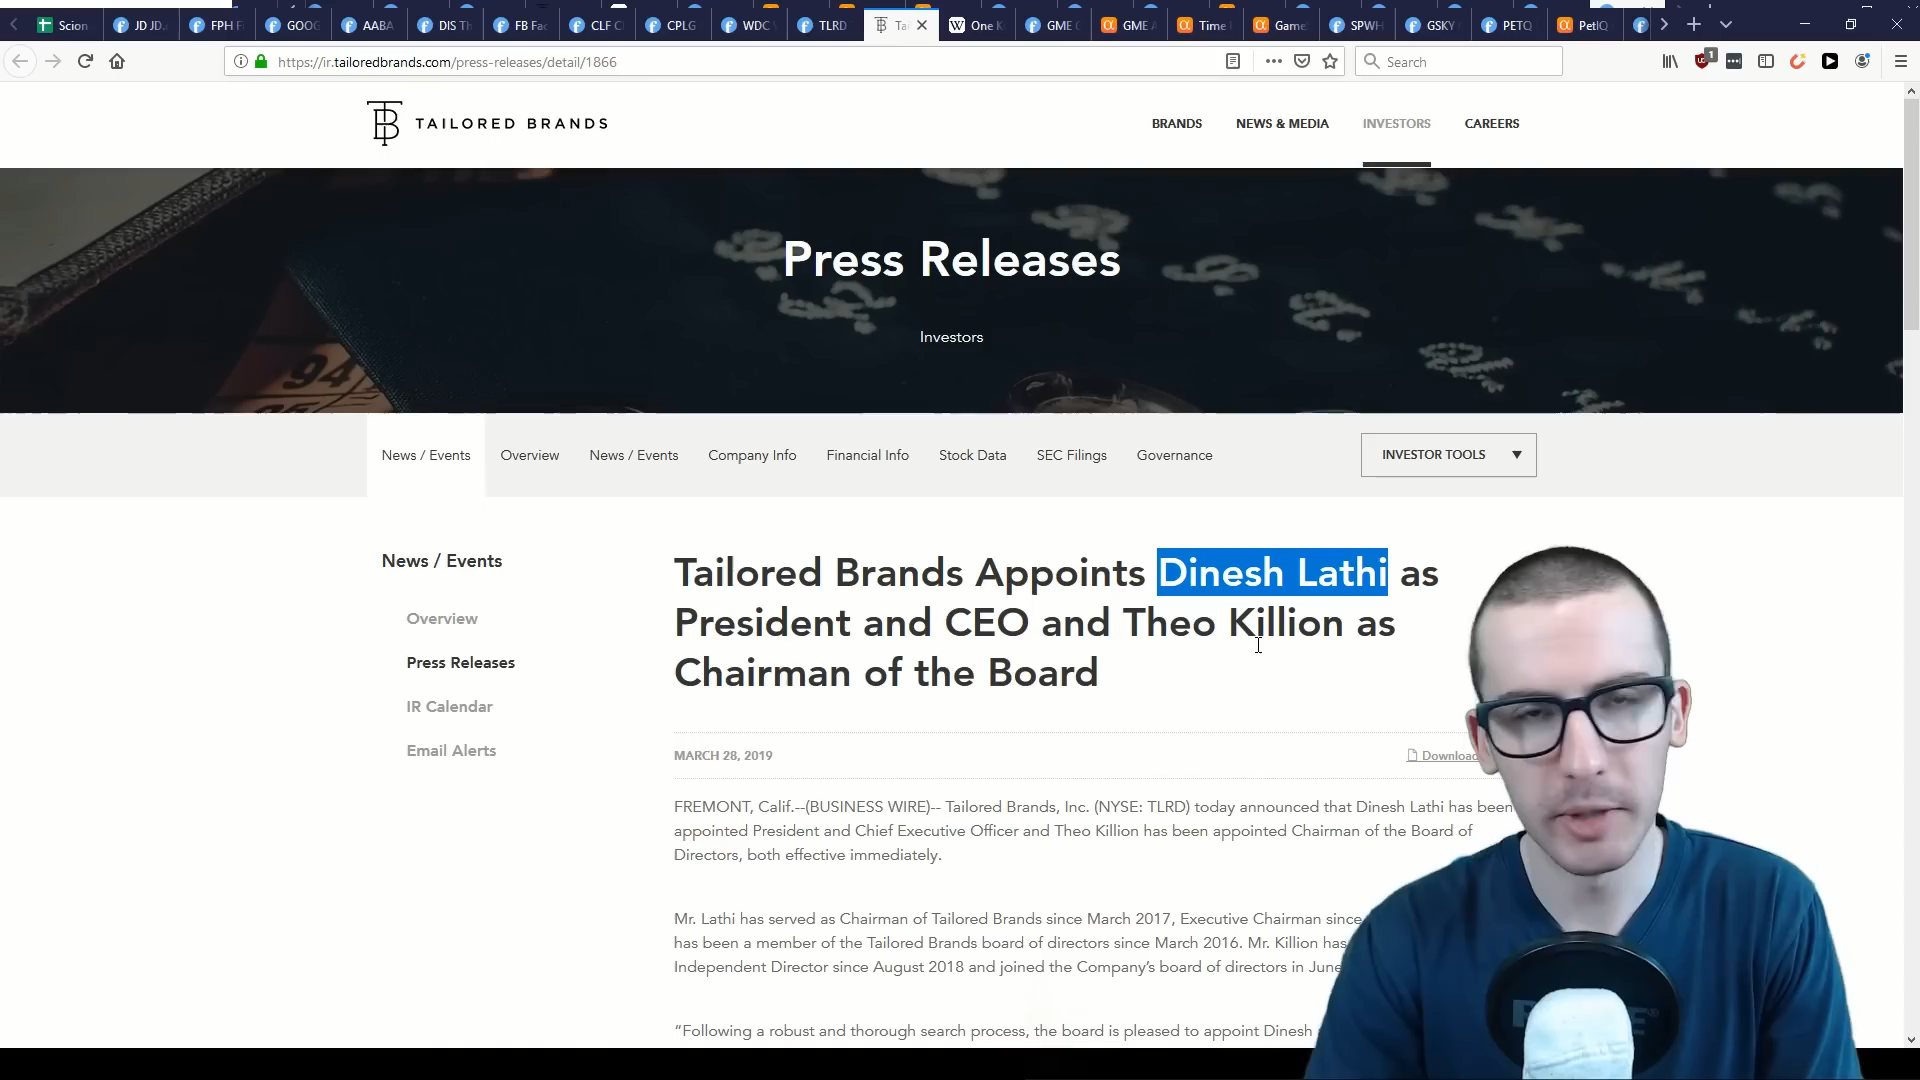 Scion
JD JD.
FPH F
GOOG
AABA
DIS Th
FB Fac
CLF C
CPLG
WDC
TLRD
Ta
One K
GME
GME A
Time
Game
SPWH
GSKY
PETQ
PetIQ
https://ir.tailoredbrands.com/press-releases/detail/1866
Search
1
TAILORED BRANDS
BRANDS
NEWS & MEDIA
INVESTORS
CAREERS
Press Releases
Investors
94
News / Events
Overview
News / Events
Company Info
Financial Info
Stock Data
SEC Filings
Governance
INVESTOR TOOLS
News / Events
Overview
Press Releases
IR Calendar
Email Alerts
Tailored Brands Appoints Dinesh Lathi as
President and CEO and Theo Killion as
Chairman of the Board
MARCH 28, 2019
Download
FREMONT, Calif.--(BUSINESS WIRE)-- Tailored Brands, Inc. (NYSE: TLRD) today announced that Dinesh Lathi has been
appointed President and Chief Executive Officer and Theo Killion has been appointed Chairman of the Board of
Directors, both effective immediately.
Mr. Lathi has served as Chairman of Tailored Brands since March 2017, Executive Chairman since
has been a member of the Tailored Brands board of directors since March 2016. Mr. Killion has
Independent Director since August 2018 and joined the Company's board of directors in June
“Following a robust and thorough search process, the board is pleased to appoint Dinesh